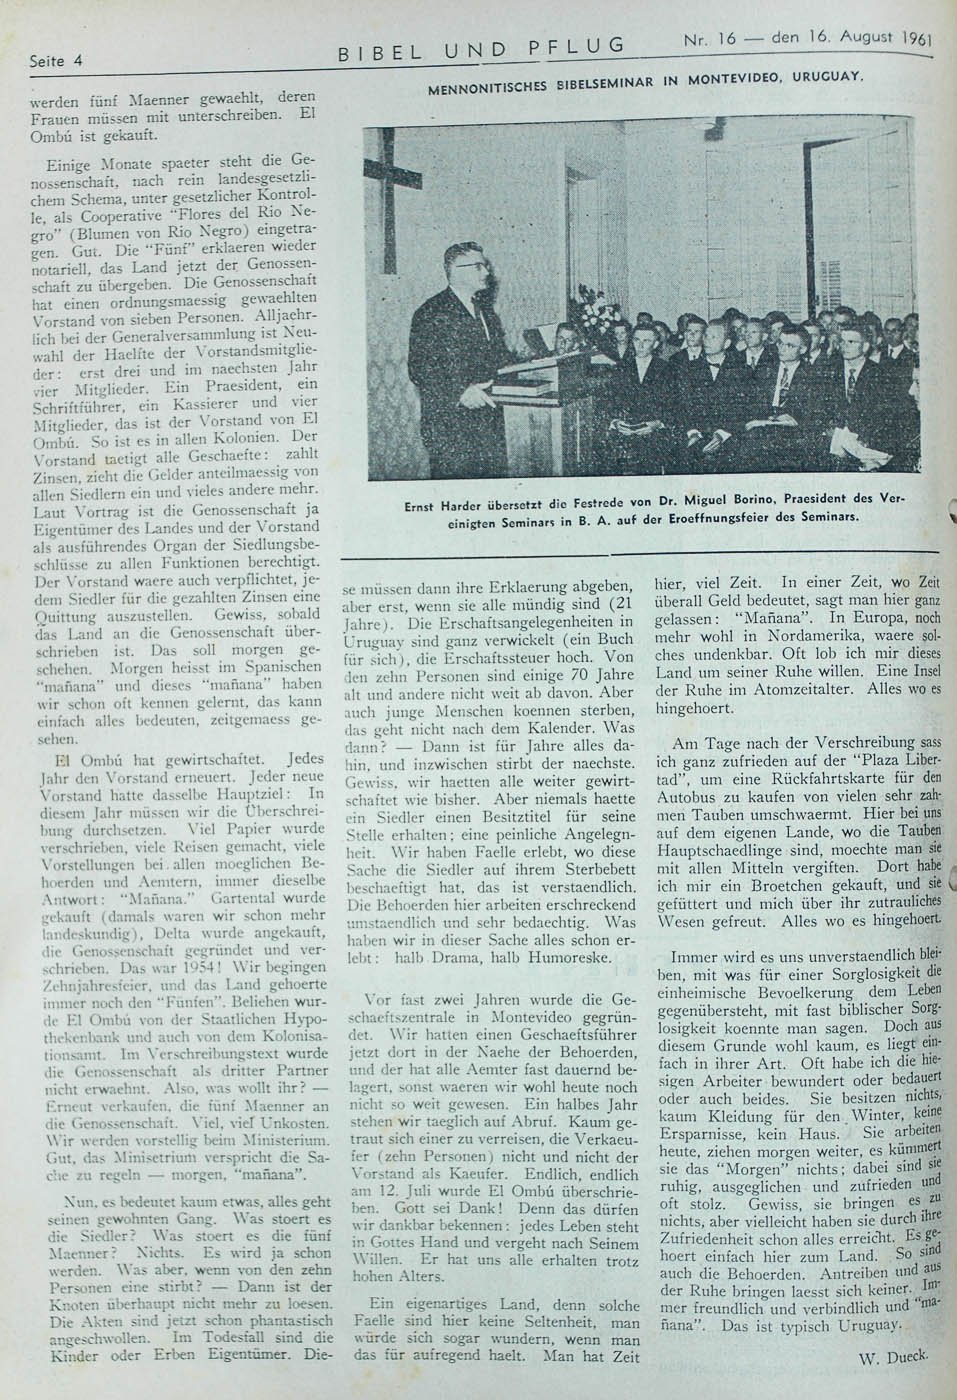 Seite 4
BIBEL UND PFLUG
Nr. 16 — den 16. August 1961
werden fünf Maenner gewaehlt, deren
Frauen müssen mit unterschreiben. El
Ombú ist gekauft.
Einige Monate spaeter steht die Ge-
nossenschaft, nach rein landesgesetzli-
chem Schema, unter gesetzlicher Kontrol-
le, als Cooperative "Flores del Rio Ne-
gro" (Blumen von Rio Negro) eingetra-
gen. Gut. Die "Fünf" erklaeren wieder
notariell, das Land jetzt der Genossen-
schaft zu übergeben. Die Genossenschaft
hat einen ordnungsmaessig gewaehlten
Vorstand von sieben Personen. Alljaehr-
lich bei der Generalversammlung ist Neu-
wahl der Haelfte der Vorstandsmitglie-
der: erst drei und im naechsten Jahr
vier Mitglieder. Ein Praesident, ein
Schriftführer, ein Kassierer und vier
Mitglieder, das ist der Vorstand von El
Ombú. So ist es in allen Kolonien. Der
Vorstand taetigt alle Geschaefte: zahlt
Zinsen, zieht die Gelder anteilmaessig von
allen Siedlern ein und vieles andere mehr.
Laut Vortrag ist die Genossenschaft ja
Eigentümer des Landes und der Vorstand
als ausführendes Organ der Siedlungsbe-
schlüsse zu allen Funktionen berechtigt.
Der Vorstand waere auch verpflichtet, je-
dem Siedler für die gezahlten Zinsen eine
Quittung auszustellen. Gewiss, sobald
das Land an die Genossenschaft über-
schrieben ist. Das soll morgen ge-
schehen. Morgen heisst im Spanischen
"mañana" und dieses "mañana" haben
wir schon oft kennen gelernt, das kann
einfach alles bedeuten, zeitgemaess ge-
sehen.
El Ombú hat gewirtschaftet. Jedes
Jahr den Vorstand erneuert. Jeder neue
Vorstand hatte dasselbe Hauptziel: In
diesem Jahr müssen wir die Überschrei-
bung durchsetzen. Viel Papier wurde
verschrieben, viele Reisen gemacht, viele
Vorstellungen bei allen moeglichen Be-
hoerden und Aemtern, immer dieselbe
Antwort: "Mañana." Gartental wurde
gekauft (damals waren wir schon mehr
landeskundig), Delta wurde angekauft,
die Genossenschaft gegründet und ver-
schrieben. Das war 1954! Wir begingen
Zehnjahresfeier, und das Land gehoerte
immer noch den "Fünfen". Beliehen wur-
de El Ombú von der Staatlichen Hypo-
thekenbank und auch von dem Kolonisa-
tionsamt. Im Verschreibungstext wurde
die Genossenschaft als dritter Partner
nicht erwaehnt. Also, was wollt ihr? —
Erneut verkaufen, die fünf Maenner an
die Genossenschaft. Viel, viel Unkosten.
Wir werden vorstellig beim Ministerium.
Gut, das Minisetrium verspricht die Sa-
che zu regeln — morgen, "mañana".
Nun, es bedeutet kaum etwas, alles geht
seinen gewohnten Gang. Was stoert es
die Siedler? Was stoert es die fünf
Maenner? Nichts. Es wird ja schon
werden. Was aber, wenn von den zehn
Personen eine stirbt? — Dann ist der
Knoten überhaupt nicht mehr zu loesen.
Die Akten sind jetzt schon phantastisch
angeschwollen. Im Todesfall sind die
Kinder oder Erben Eigentümer. Die-
MENNONITISCHES BIBELSEMINAR IN MONTEVIDEO, URUGUAY.
Ernst Harder übersetzt die Festrede von Dr. Miguel Borino, Praesident des Ver-
einigten Seminars in B. A. auf der Eroeffnungsfeier des Seminars.
se müssen dann ihre Erklaerung abgeben,
aber erst, wenn sie alle mündig sind (21
Jahre). Die Erschaftsangelegenheiten in
Uruguay sind ganz verwickelt (ein Buch
für sich), die Erschaftssteuer hoch. Von
den zehn Personen sind einige 70 Jahre
alt und andere nicht weit ab davon. Aber
auch junge Menschen koennen sterben,
das geht nicht nach dem Kalender. Was
dann? — Dann ist für Jahre alles da-
hin, und inzwischen stirbt der naechste.
Gewiss, wir haetten alle weiter gewirt-
schaftet wie bisher. Aber niemals haette
ein Siedler einen Besitztitel für seine
Stelle erhalten; eine peinliche Angelegn-
heit. Wir haben Faelle erlebt, wo diese
Sache die Siedler auf ihrem Sterbebett
beschaeftigt hat, das ist verstaendlich.
Die Behoerden hier arbeiten erschreckend
umstaendlich und sehr bedaechtig. Was
haben wir in dieser Sache alles schon er-
lebt: halb Drama, halb Humoreske.
Vor fast zwei Jahren wurde die Ge-
schaeftszentrale in Montevideo gegrün-
det. Wir hatten einen Geschaeftsführer
jetzt dort in der Naehe der Behoerden,
und der hat alle Aemter fast dauernd be-
lagert, sonst waeren wir wohl heute noch
nicht so weit gewesen. Ein halbes Jahr
stehen wir taeglich auf Abruf. Kaum ge-
traut sich einer zu verreisen, die Verkaeu-
fer (zehn Personen) nicht und nicht der
Vorstand als Kaeufer. Endlich, endlich
am 12. Juli wurde El Ombú überschrie-
ben. Gott sei Dank! Denn das dürfen
wir dankbar bekennen: jedes Leben steht
in Gottes Hand und vergeht nach Seinem
Willen. Er hat uns alle erhalten trotz
hohen Alters.
Ein eigenartiges Land, denn solche
Faelle sind hier keine Seltenheit, man
würde sich sogar wundern, wenn man
das für aufregend haelt. Man hat Zeit
hier, viel Zeit. In einer Zeit, wo Zeit
überall Geld bedeutet, sagt man hier ganz
gelassen: "Mañana". In Europa, noch
mehr wohl in Nordamerika, waere sol-
ches undenkbar. Oft lob ich mir dieses
Land um seiner Ruhe willen. Eine Insel
der Ruhe im Atomzeitalter. Alles wo es
hingehoert.
Am Tage nach der Verschreibung sass
ich ganz zufrieden auf der "Plaza Liber-
tad", um eine Rückfahrtskarte für den
Autobus zu kaufen von vielen sehr zah-
men Tauben umschwaermt. Hier bei uns
auf dem eigenen Lande, wo die Tauben
Hauptschaedlinge sind, moechte man sie
mit allen Mitteln vergiften. Dort habe
ich mir ein Broetchen gekauft, und sie
gefüttert und mich über ihr zutrauliches
Wesen gefreut. Alles wo es hingehoert.
Immer wird es uns unverstaendlich blei-
ben, mit was für einer Sorglosigkeit die
einheimische Bevoelkerung dem Leben
gegenübersteht, mit fast biblischer Sorg-
losigkeit koennte man sagen. Doch aus
diesem Grunde wohl kaum, es liegt ein-
fach in ihrer Art. Oft habe ich die hie-
sigen Arbeiter bewundert oder bedauert
oder auch beides. Sie besitzen nichts,
kaum Kleidung für den Winter, keine
Ersparnisse, kein Haus. Sie arbeiten
heute, ziehen morgen weiter, es kümmert
sie das "Morgen" nichts; dabei sind sie
ruhig, ausgeglichen und zufrieden und
oft stolz. Gewiss, sie bringen es zu
nichts, aber vielleicht haben sie durch ihre
Zufriedenheit schon alles erreicht. Es ge-
hoert einfach hier zum Land. So sind
auch die Behoerden. Antreiben und aus
der Ruhe bringen laesst sich keiner. Im-
mer freundlich und verbindlich und "ma-
ñana". Das ist typisch Uruguay.
W. Dueck.